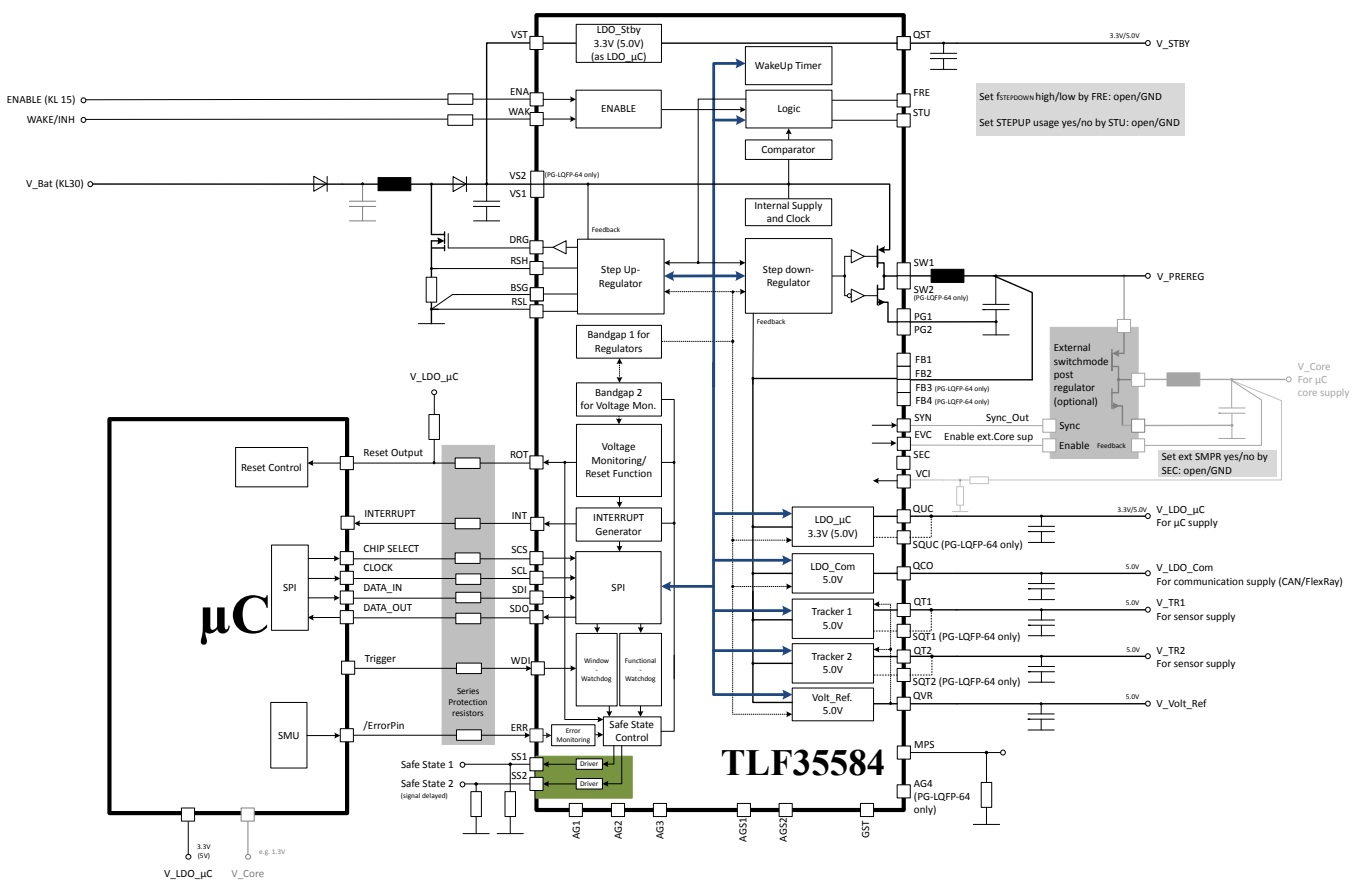 VST
LDO_Stby
3.3V (5.0V)
(as LDO_µC)
QST
3.3V/5.0V
V_STBY
WakeUp Timer
ENABLE (KL 15)
ENA
WAKE/INH
WAK
ENABLE
Logic
FRE
STU
Set fSTEPDOWN high/low by FRE: open/GND
Set STEPUP usage yes/no by STU: open/GND
Comparator
V_Bat (KL30)
VS2
(PG-LQFP-64 only)
VS1
Internal Supply
and Clock
Feedback
DRG
RSH
BSG
RSL
Step Up-
Regulator
Step down-
Regulator
Feedback
SW1
SW2
(PG-LQFP-64 only)
V_PREREG
PG1
PG2
Bandgap 1 for
Regulators
FB1
FB2
FB3 (PG-LQFP-64 only)
FB4 (PG-LQFP-64 only)
External
switchmode
post
regulator
(optional)
V_Core
For µC
core supply
V_LDO_µC
Bandgap 2
for Voltage Mon.
SYN
Sync_Out
Sync
EVC
Enable ext.Core sup
Enable
Feedback
SEC
Set ext SMPR yes/no by
SEC: open/GND
VCI
Reset Control
Reset Output
ROT
Voltage
Monitoring/
Reset Function
INTERRUPT
INT
INTERRUPT
Generator
LDO_µC
3.3V (5.0V)
QUC
SQUC (PG-LQFP-64 only)
3.3V/5.0V
V_LDO_µC
For µC supply
CHIP SELECT
SCS
CLOCK
SCL
DATA_IN
SDI
DATA_OUT
SDO
SPI
SPI
LDO_Com
5.0V
QCO
5.0V
V_LDO_Com
For communication supply (CAN/FlexRay)
µC
Tracker 1
5.0V
QT1
SQT1 (PG-LQFP-64 only)
5.0V
V_TR1
For sensor supply
Trigger
WDI
Window
-
Watchdog
Functional
-
Watchdog
Tracker 2
5.0V
QT2
SQT2 (PG-LQFP-64 only)
5.0V
V_TR2
For sensor supply
Series
Protection
resistors
Volt_Ref.
5.0V
QVR
5.0V
V_Volt_Ref
SMU
/ErrorPin
ERR
Error
Monitoring
Safe State
Control
TLF35584
MPS
Safe State 1
SS1
Driver
Safe State 2
(signal delayed)
SS2
Driver
AG4
(PG-LQFP-64
only)
AG1
AG2
AG3
AGS1
AGS2
GST
3.3V
(5V)
V_LDO_µC
e.g. 1.3V
V_Core